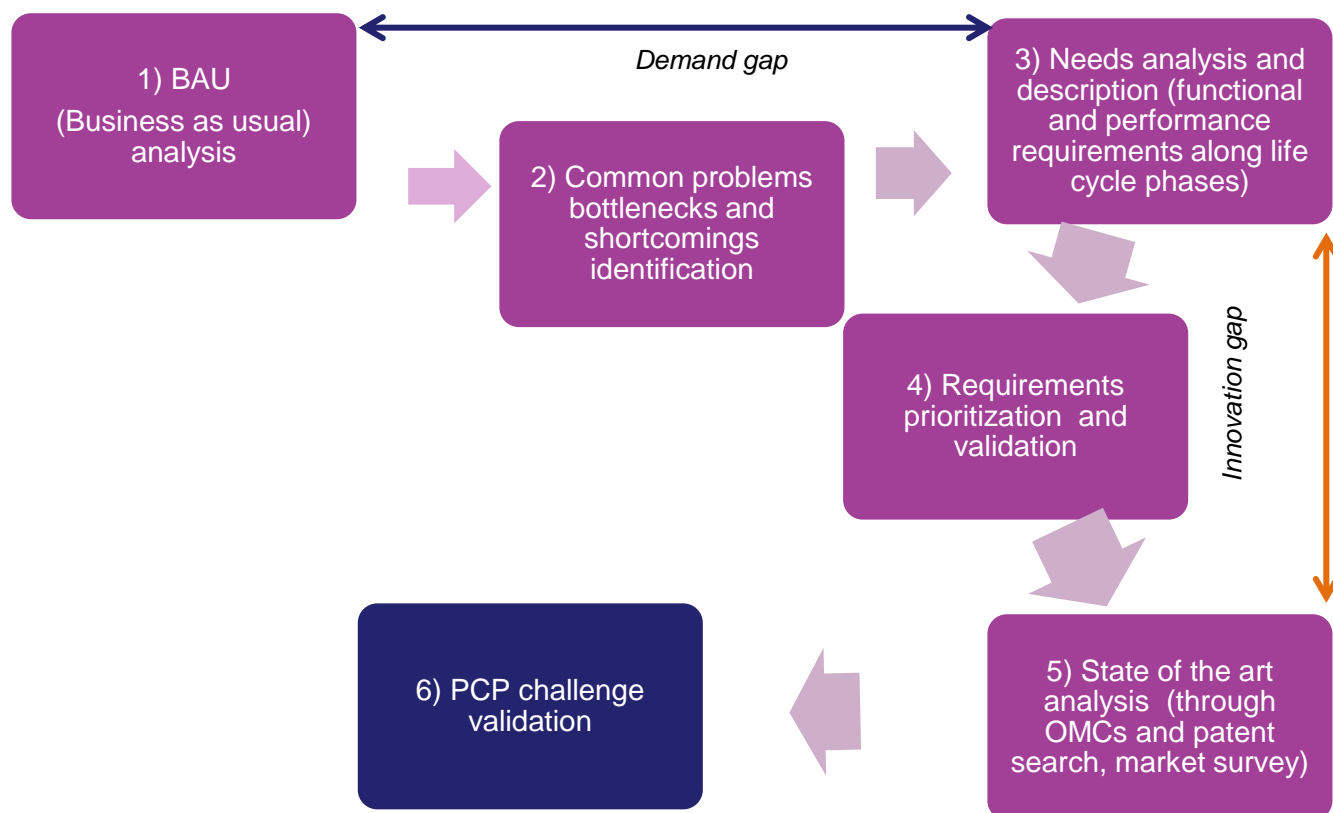 1) BAU
(Business as usual)
analysis
Demand gap
2) Common problems
bottlenecks and
shortcomings
identification
3) Needs analysis and
description (functional
and performance
requirements along life
cycle phases)
4) Requirements
prioritization and
validation
Innovation gap
5) State of the art
analysis (through
OMCs and patent
search, market survey)
6) PCP challenge
validation